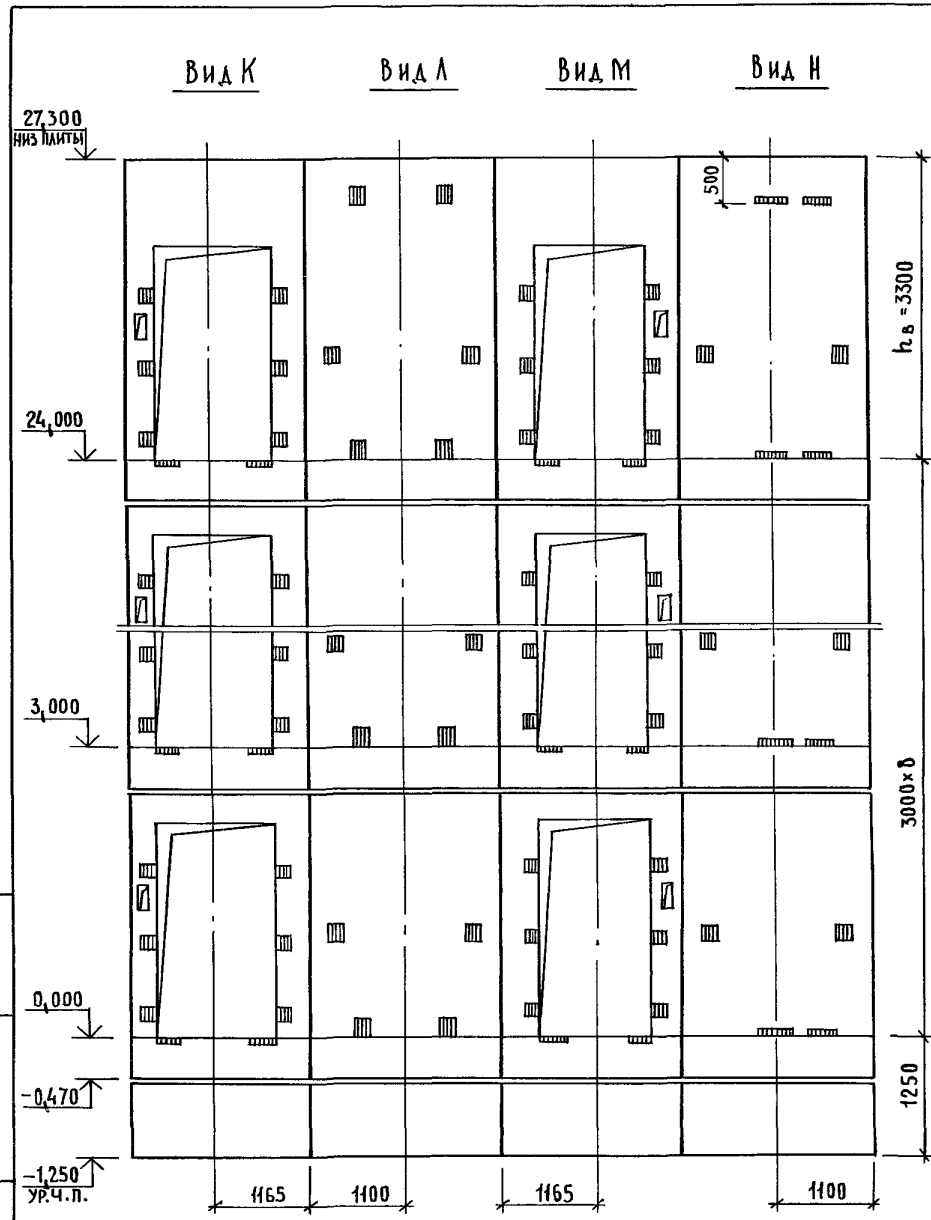 Вид К
Вид Л
Вид М
Вид Н
27,300
НИЗ ПЛИТЫ
500
hв = 3300
24,000
3,000
3000×8
0,000
-0,470
1250
-1,250
УР.Ч.П.
1165
1100
1165
1100